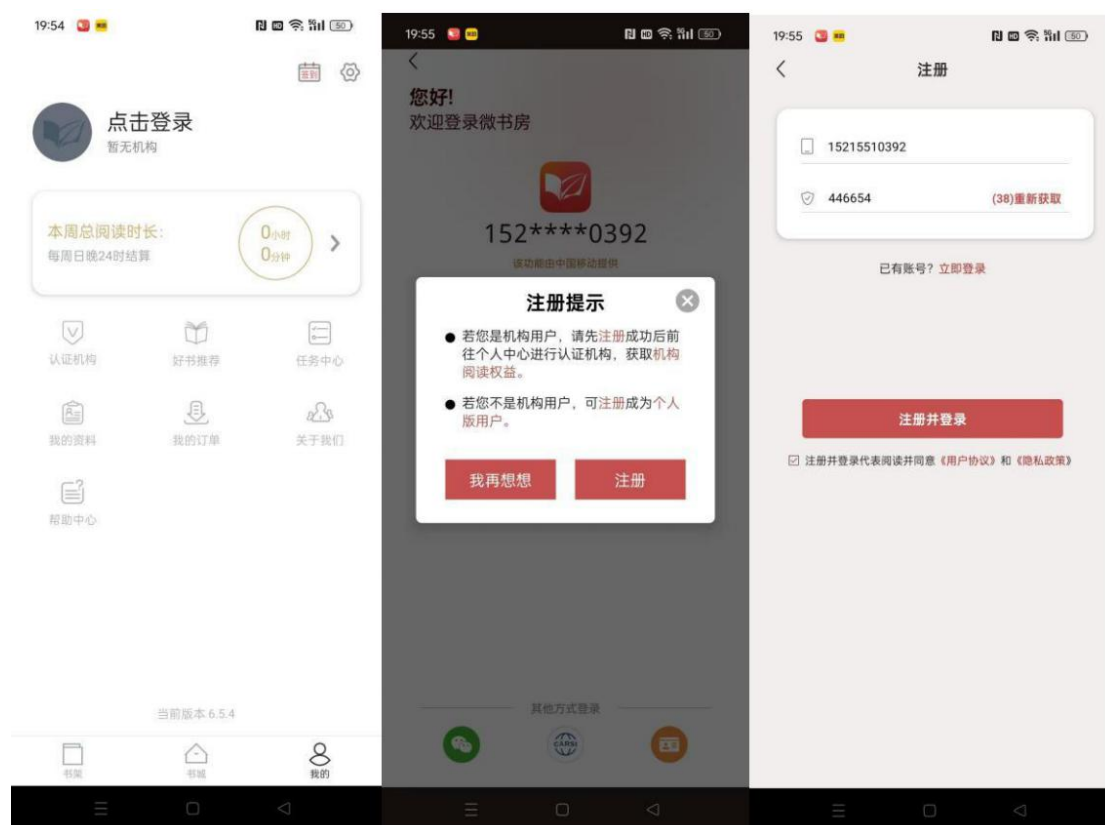 19:54
50
签到
点击登录
暂无机构
本周总阅读时长:
每周日晚24时结算
0小时
0分钟
认证机构
好书推荐
任务中心
我的资料
我的订单
关于我们
帮助中心
当前版本 6.5.4
书架
书城
我的
19:55
HD
50
您好!
欢迎登录微书房
152****0392
该功能由中国移动提供
注册提示
● 若您是机构用户，请先注册成功后前
往个人中心进行认证机构，获取机构
阅读权益。
● 若您不是机构用户，可注册成为个人
版用户。
我再想想
注册
其他方式登录
CARSI
19:55
HD
50
注册
15215510392
446654
(38)重新获取
已有账号？立即登录
注册并登录
注册并登录代表阅读并同意《用户协议》和《隐私政策》